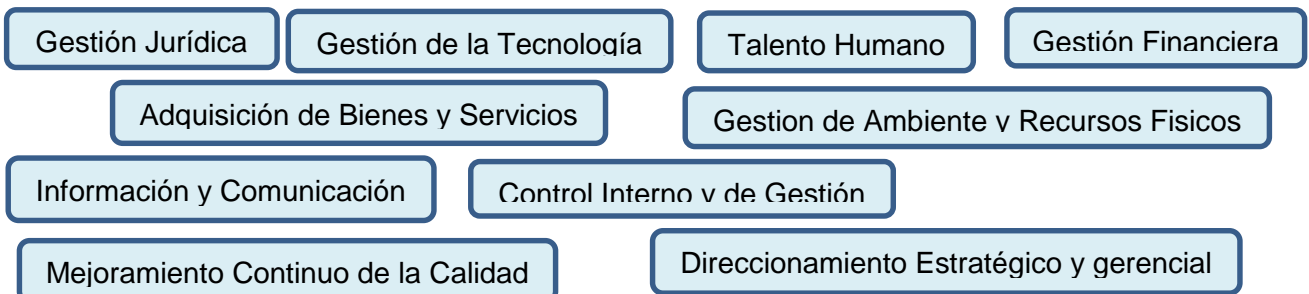 Gestión Jurídica
Gestión de la Tecnología
Talento Humano
Gestión Financiera
Adquisición de Bienes y Servicios
Gestion de Ambiente y Recursos Fisicos
Información y Comunicación
Control Interno y de Gestión
Mejoramiento Continuo de la Calidad
Direccionamiento Estratégico y gerencial